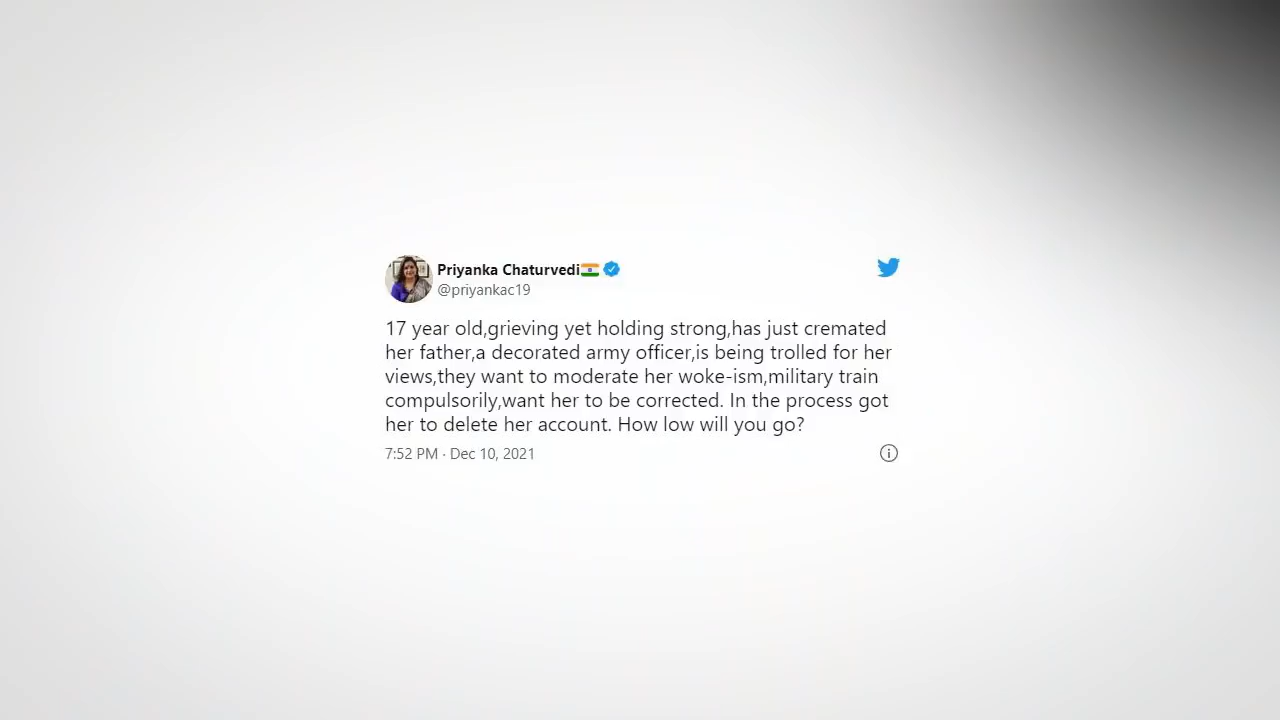 Priyanka Chaturvedi🇮🇳
@priyankac19
17 year old,grieving yet holding strong,has just cremated
her father,a decorated army officer,is being trolled for her
views,they want to moderate her woke-ism,military train
compulsorily,want her to be corrected. In the process got
her to delete her account. How low will you go?
7:52 PM · Dec 10, 2021